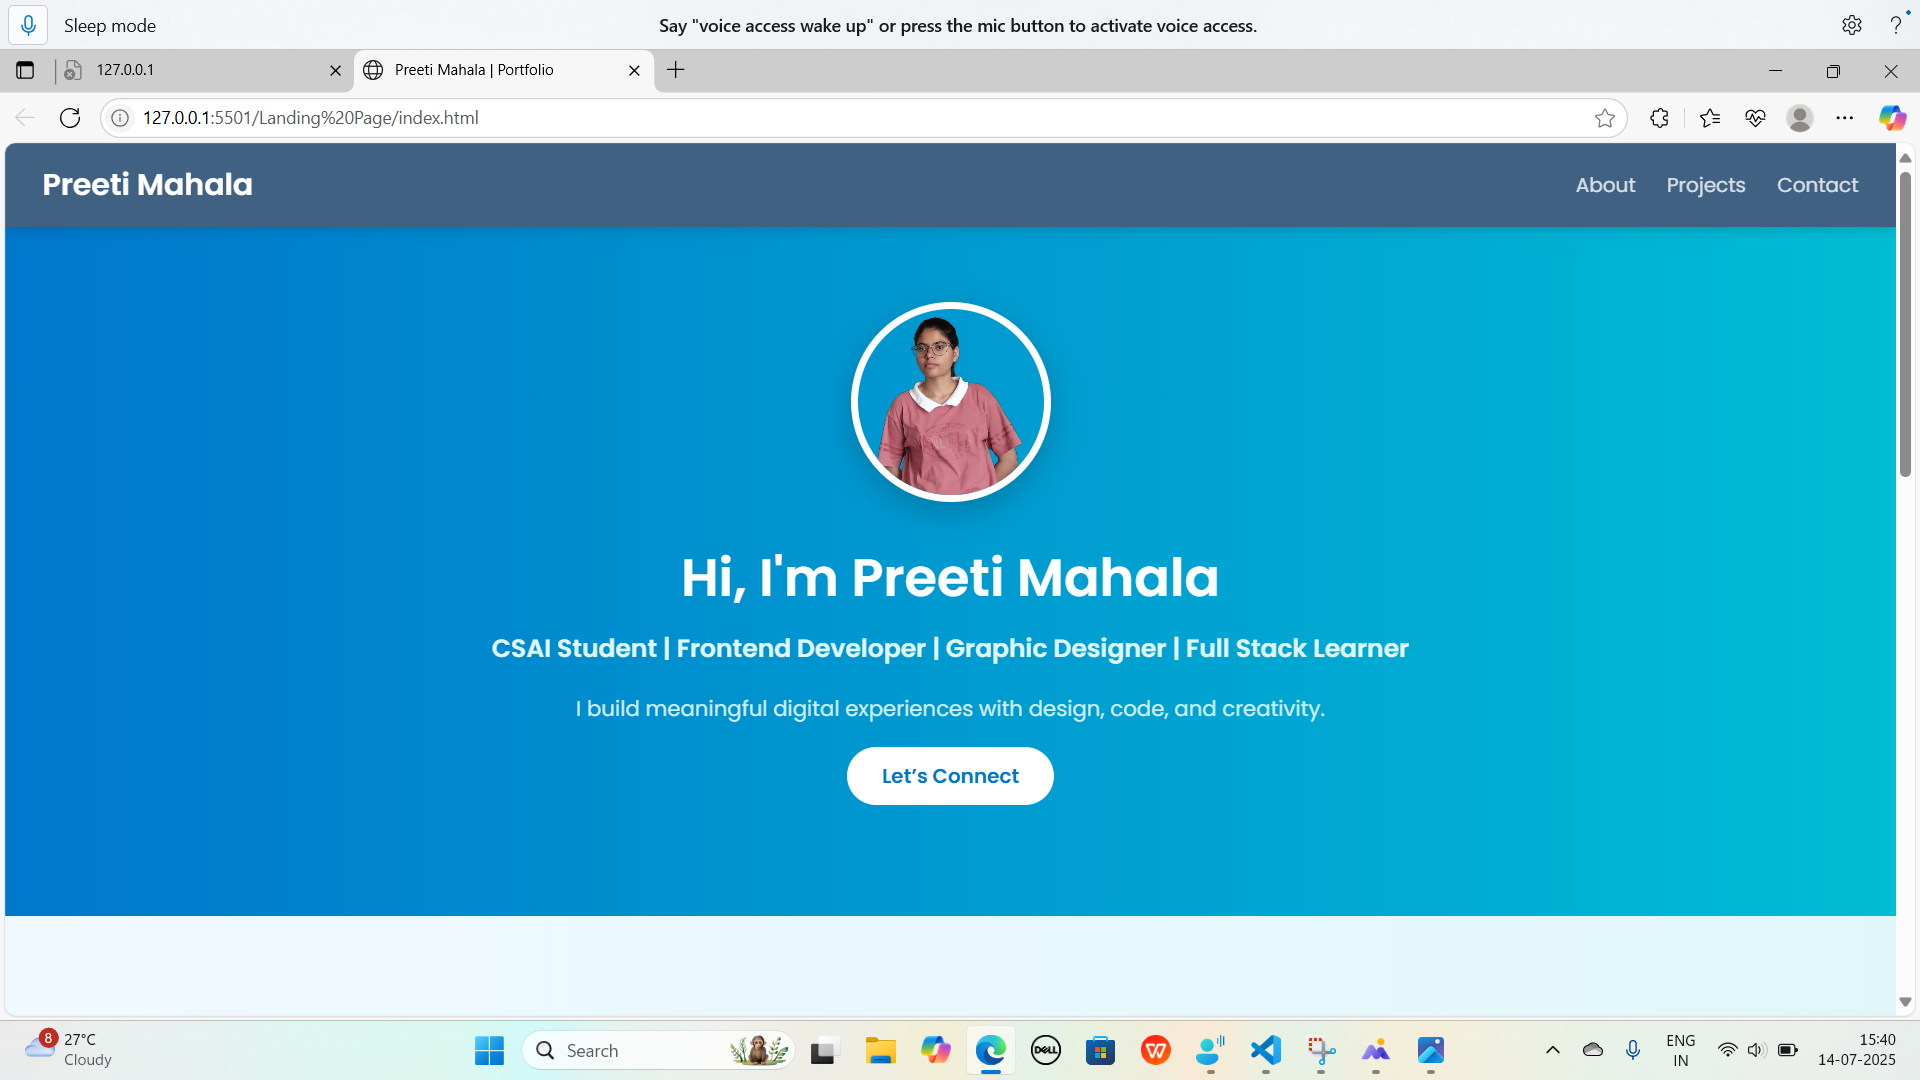 Sleep mode
Say "voice access wake up" or press the mic button to activate voice access.
?
127.0.0.1
Preeti Mahala | Portfolio
127.0.0.1:5501/Landing%20Page/index.html
Preeti Mahala
About Projects Contact
Hi, I'm Preeti Mahala
CSAI Student | Frontend Developer | Graphic Designer | Full Stack Learner
I build meaningful digital experiences with design, code, and creativity.
Let’s Connect
8
27°C
Cloudy
Search
DELL
W
ENG
IN
15:40
14-07-2025